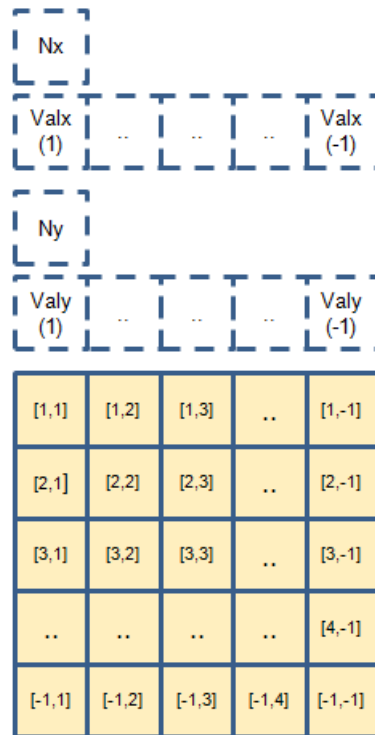 Nx
Valx .. .. .. Valx
(1) (-1)
Ny
Valy .. .. .. Valy
(1) (-1)
[1,1] [1,2] [1,3] .. [1,-1]
[2,1] [2,2] [2,3] .. [2,-1]
[3,1] [3,2] [3,3] .. [3,-1]
.. .. .. .. [4,-1]
[-1,1] [-1,2] [-1,3] [-1,4] [-1,-1]